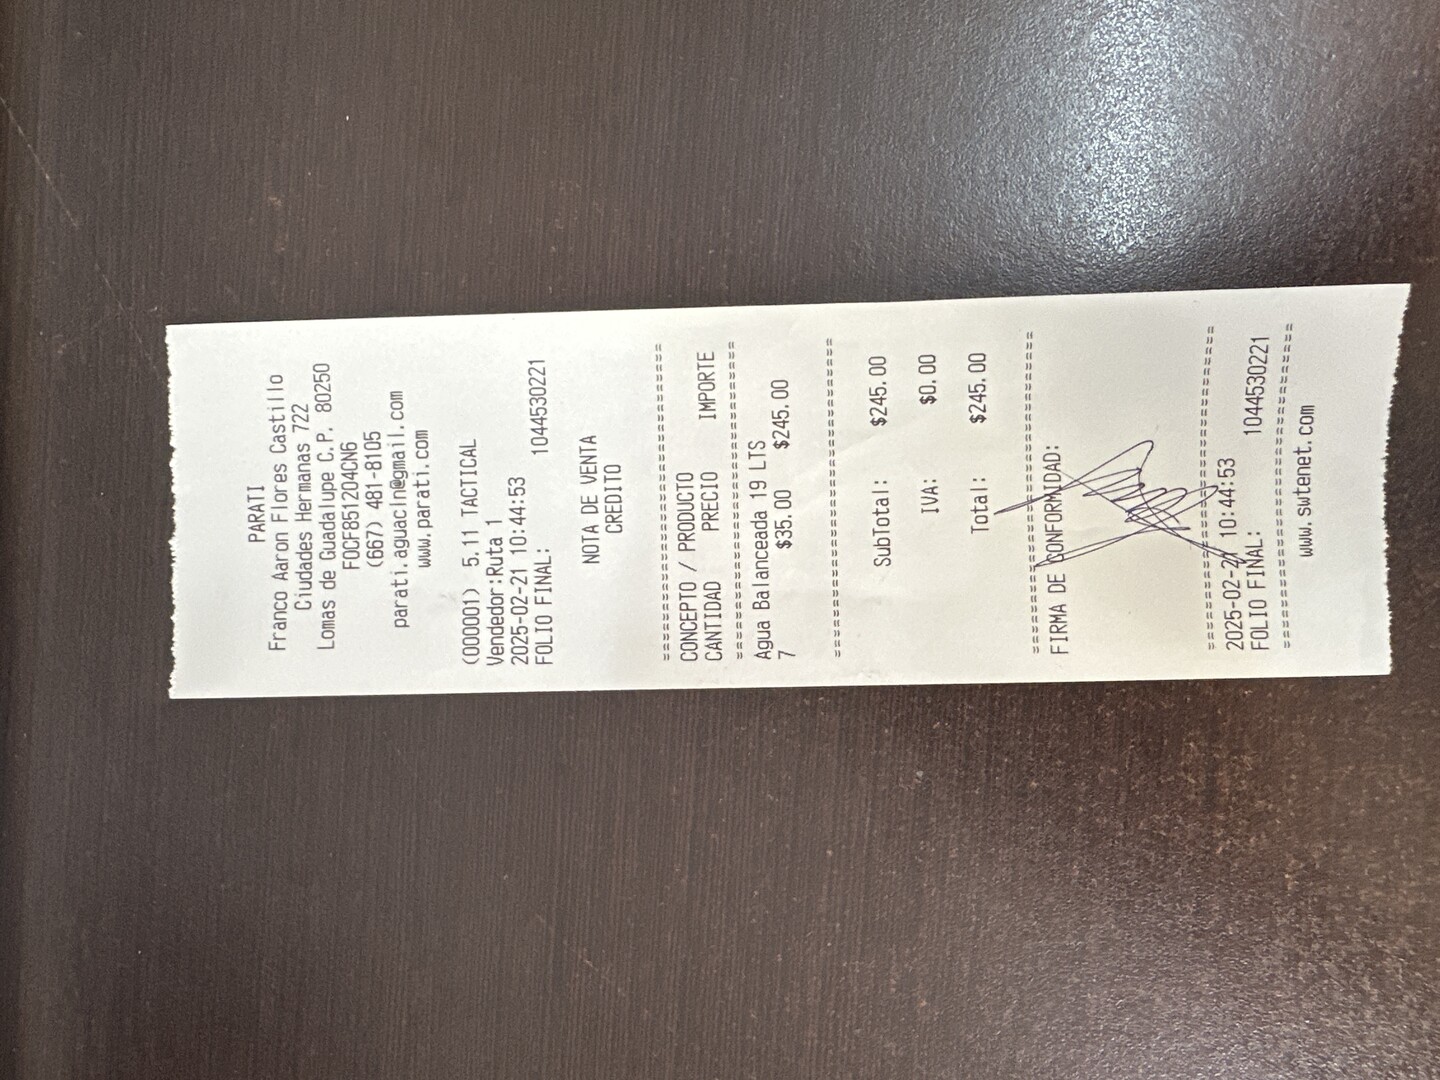 PARATI
Franco Aaron Flores Castillo
Ciudades Hermanas 722
Lomas de Guadalupe C.P. 80250
FOCF851204CN6
(667) 481-8105
parati.aguacln@gmail.com
www.parati.com
(000001) 5.11 TACTICAL
Vendedor:Ruta 1
2025-02-21 10:44:53
FOLIO FINAL: 1044530221
NOTA DE VENTA
CREDITO
==============================
CONCEPTO / PRODUCTO
CANTIDAD PRECIO IMPORTE
==============================
Agua Balanceada 19 LTS
7 $35.00 $245.00
==============================
SubTotal: $245.00
IVA: $0.00
Total: $245.00
==============================
FIRMA DE CONFORMIDAD:
==============================
2025-02-21 10:44:53
FOLIO FINAL: 1044530221
==============================
www.swtenet.com